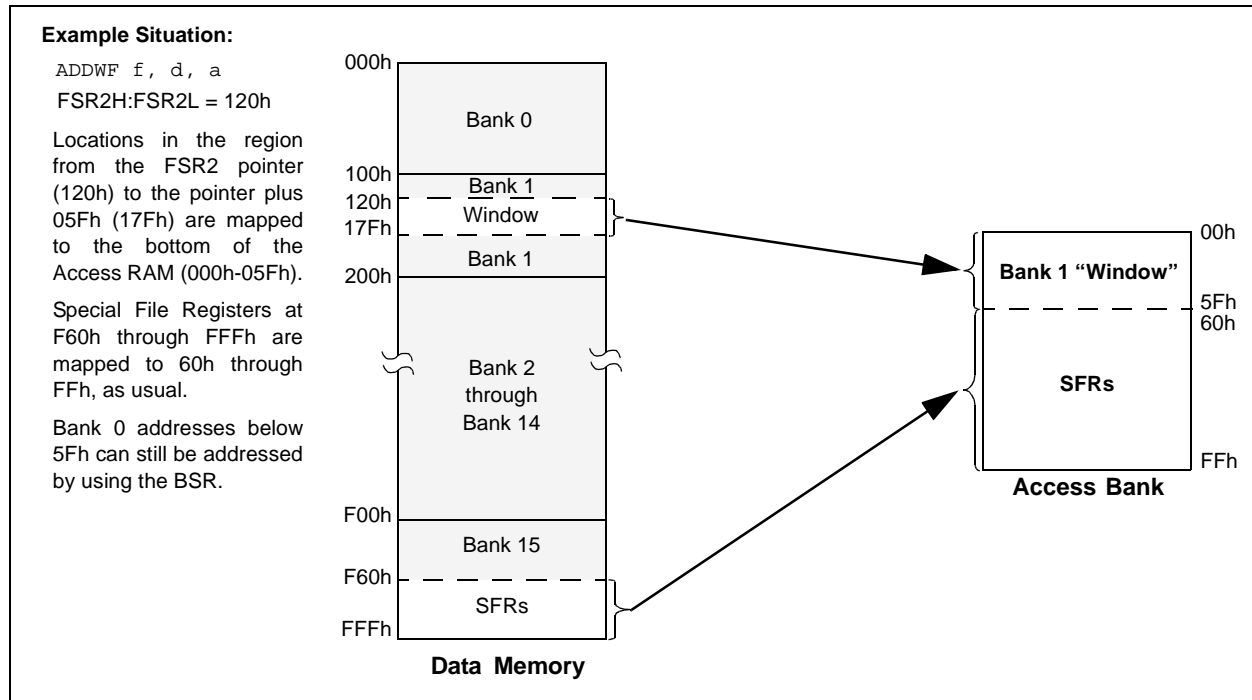 Example Situation:
ADDWF f, d, a
FSR2H:FSR2L = 120h
Locations in the region
from the FSR2 pointer
(120h) to the pointer plus
05Fh (17Fh) are mapped
to the bottom of the
Access RAM (000h-05Fh).
Special File Registers at
F60h through FFFh are
mapped to 60h through
FFh, as usual.
Bank 0 addresses below
5Fh can still be addressed
by using the BSR.
000h
Bank 0
100h
Bank 1
120h
Window
17Fh
Bank 1
200h
Bank 2
through
Bank 14
F00h
Bank 15
F60h
SFRs
FFFh
Data Memory
00h
Bank 1 “Window”
5Fh
60h
SFRs
FFh
Access Bank